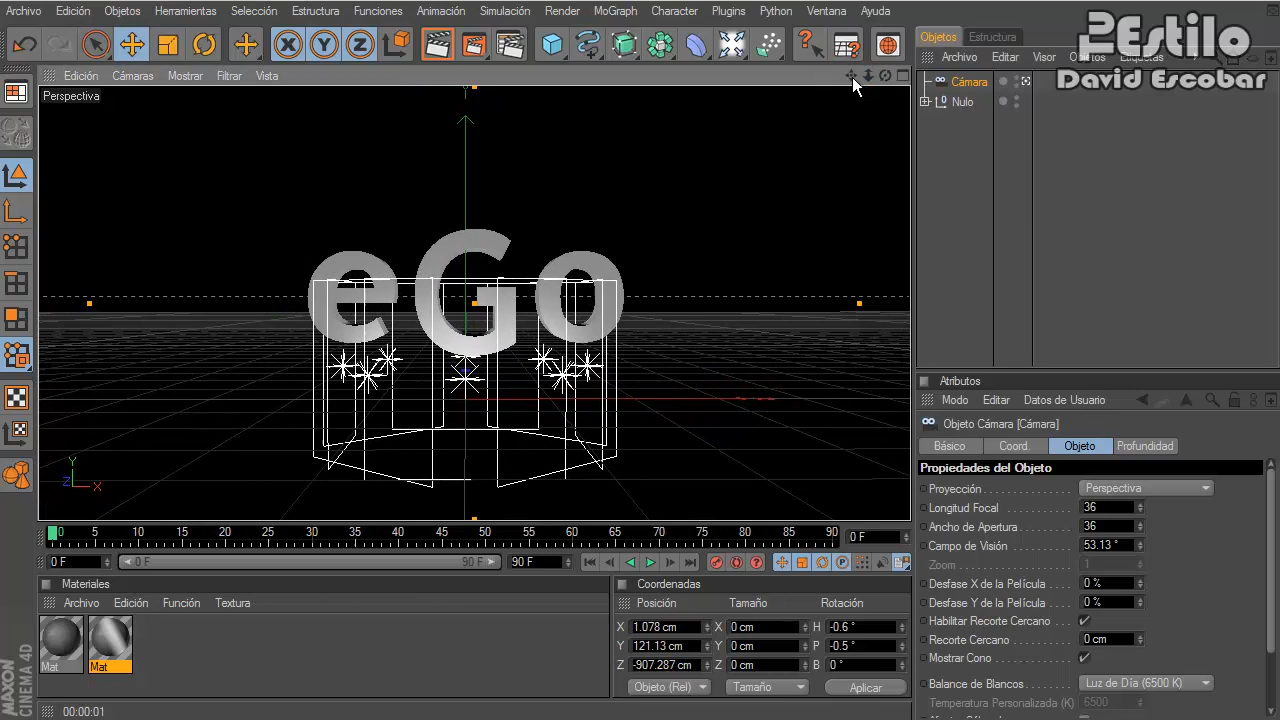 Archivo Edición Objetos Herramientas Selección Estructura Funciones Animación Simulación Render MoGraph Character Plugins Python Ventana Ayuda
2Estilo
David Escobar
Objetos Estructura
Archivo Editar Visor Objetos Etiquetas
Edición Cámaras Mostrar Filtrar Vista
Perspectiva
Cámara
Nulo
eGo
Y
Z X
Atributos
Modo Editar Datos de Usuario
Objeto Cámara [Cámara]
Básico Coord. Objeto Profundidad
Propiedades del Objeto
Proyección Perspectiva
Longitud Focal 36
Ancho de Apertura 36
Campo de Visión 53.13 °
Zoom 1
Desfase X de la Película 0 %
Desfase Y de la Película 0 %
Habilitar Recorte Cercano
Recorte Cercano 0 cm
Mostrar Cono
Balance de Blancos Luz de Día (6500 K)
Temperatura Personalizada (K) 6500
0 5 10 15 20 25 30 35 40 45 50 55 60 65 70 75 80 85 90 0 F
0 F 0 F 90 F 90 F
Materiales
Archivo Edición Función Textura
Mat Mat
Coordenadas
Posición Tamaño Rotación
X 1.078 cm X 0 cm H -0.6 °
Y 121.13 cm Y 0 cm P -0.5 °
Z -907.287 cm Z 0 cm B 0 °
Objeto (Rel) Tamaño Aplicar
MAXON
CINEMA 4D
00:00:01